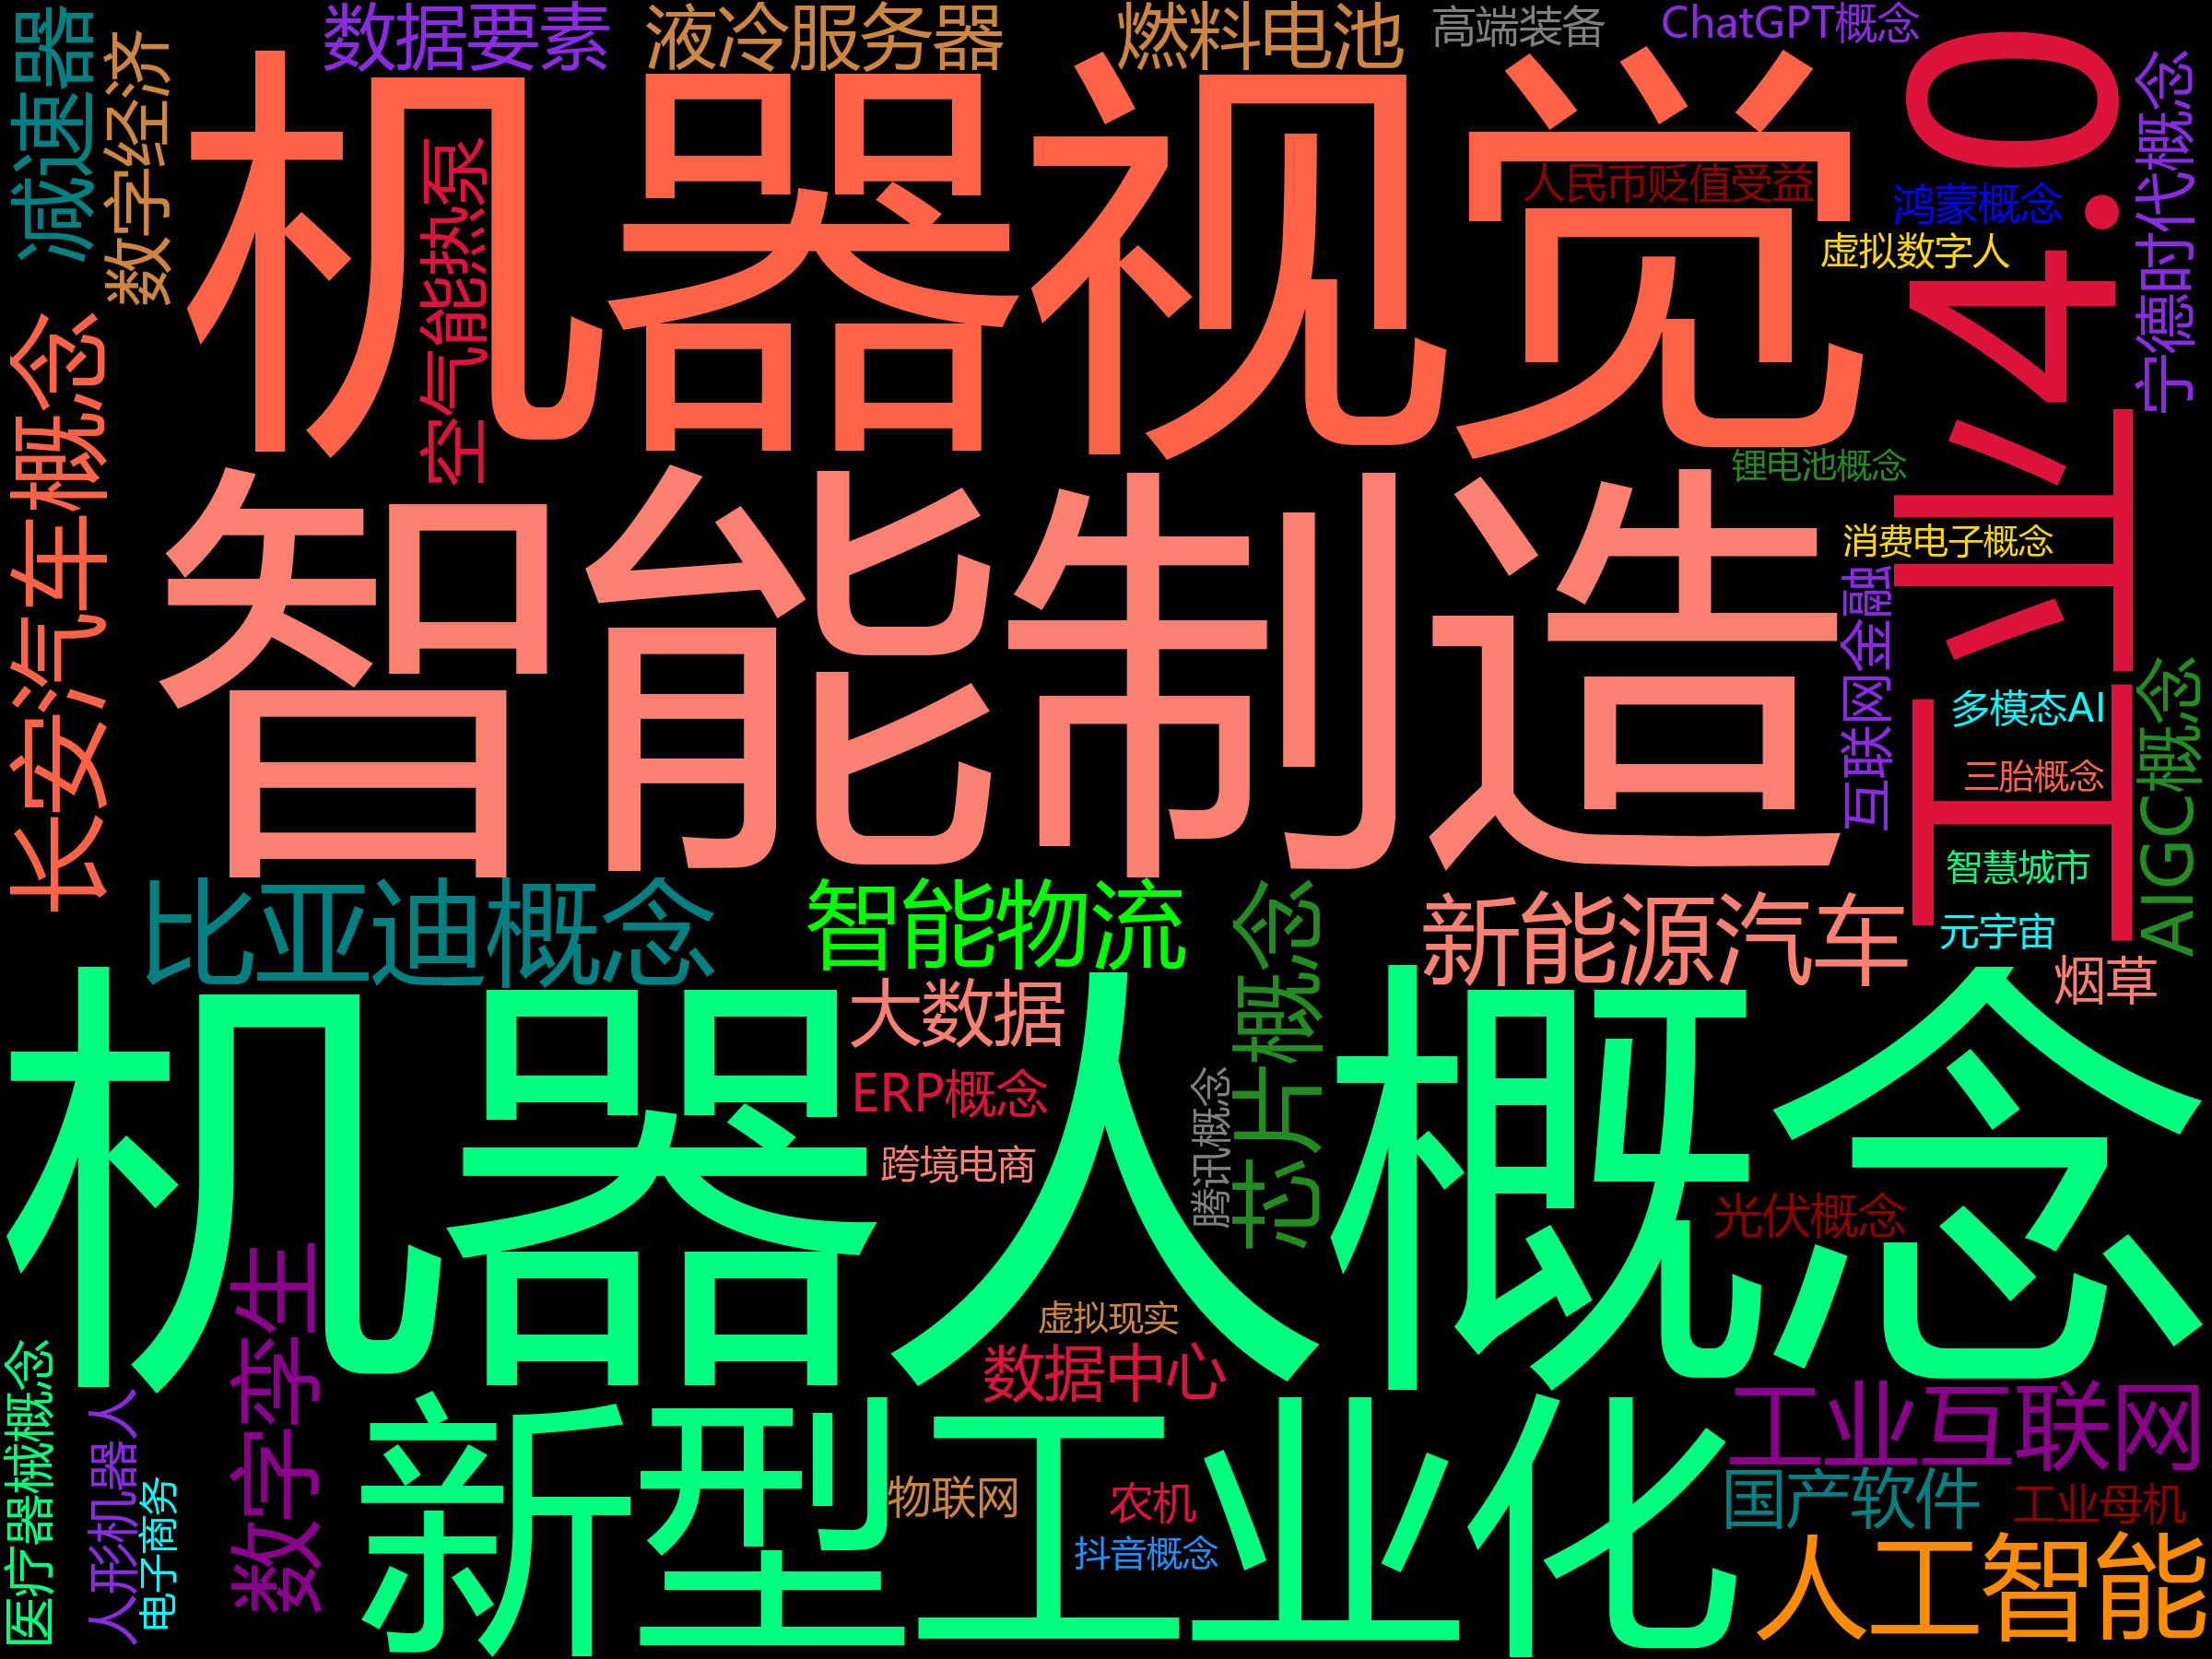 数据要素
液冷服务器
燃料电池
高端装备
ChatGPT概念
减速器
数字经济
机器视觉
空气能热泵
人民币贬值受益
鸿蒙概念
虚拟数字人
工业4.0
宁德时代概念
长安汽车概念
智能制造
锂电池概念
消费电子概念
互联网金融
多模态AI
三胎概念
AIGC概念
智慧城市
元宇宙
比亚迪概念
智能物流
新能源汽车
烟草
大数据
ERP概念
跨境电商
腾讯概念
芯片概念
机器人概念
光伏概念
数字孪生
虚拟现实
数据中心
医疗器械概念
人形机器人
电子商务
新型工业化
物联网
农机
抖音概念
工业互联网
国产软件
工业母机
人工智能